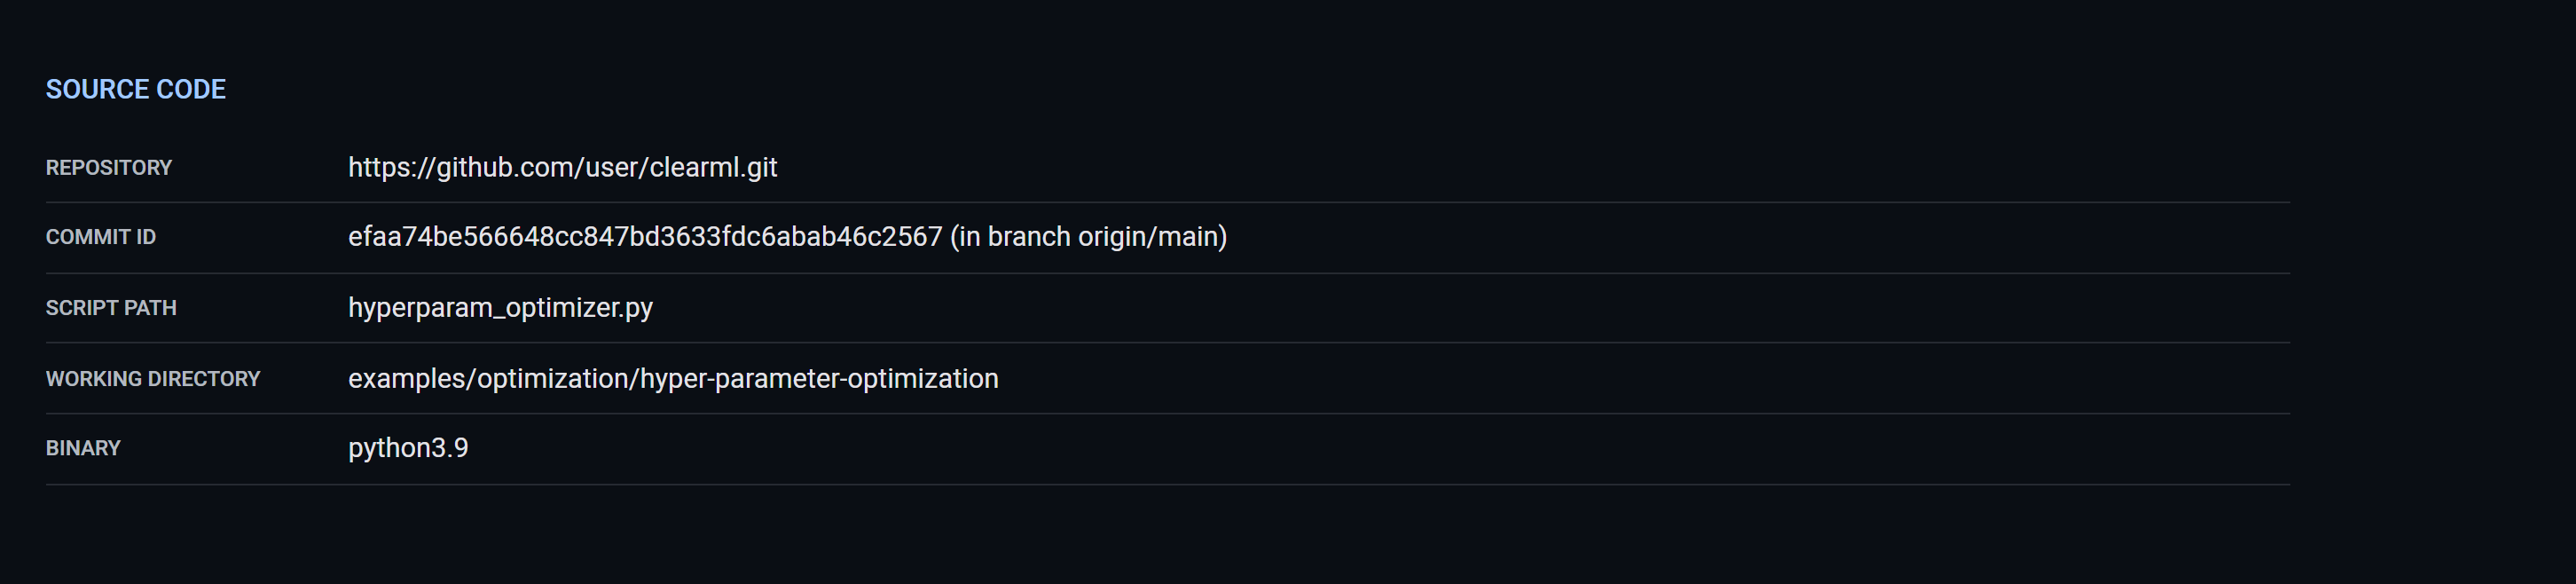 SOURCE CODE
REPOSITORY https://github.com/user/clearml.git
COMMIT ID efaa74be566648cc847bd3633fdc6abab46c2567 (in branch origin/main)
SCRIPT PATH hyperparam_optimizer.py
WORKING DIRECTORY examples/optimization/hyper-parameter-optimization
BINARY python3.9